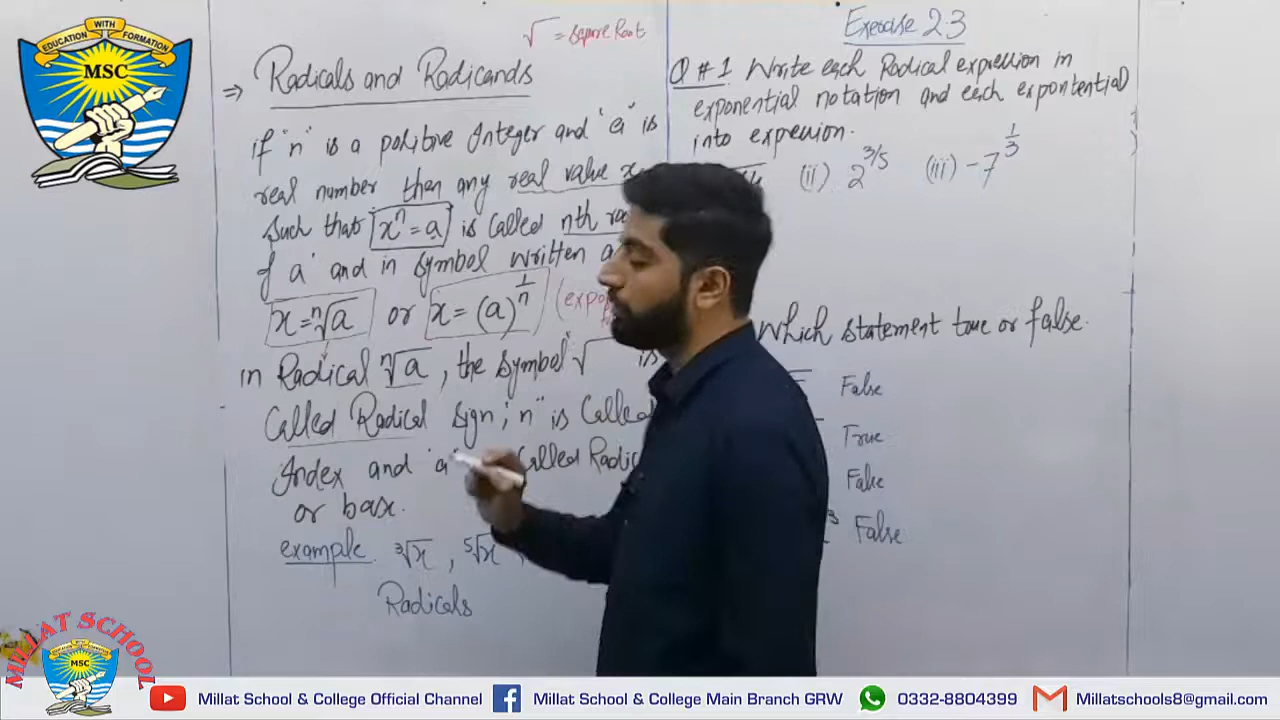 EDUCATION WITH FORMATION
MSC
√ = Square Root
⇒ Radicals and Radicands
if "n" is a positive Integer and "a" is
real number then any real value x
Such that x^n = a is called nth
of a' and in symbol written
x = ⁿ√a or x = (a)^1/n
in Radical ⁿ√a, the symbol √ is
Called Radical sign, 'n" is Called
Index and 'a' Called
or base.
example. ³√x, ⁵√x,
Radicals
Exercise 2.3
Q # 1 Write each Radical expression in
exponential notation and each exponential
into expression.
(ii) 2^3/5 (iii) -7^1/3
Which statement true or false.
False
True
False
False
MILLAT SCHOOL
EDUCATION WITH FORMATION
MSC
Millat School & College Official Channel
Millat School & College Main Branch GRW
0332-8804399
Millatschools8@gmail.com